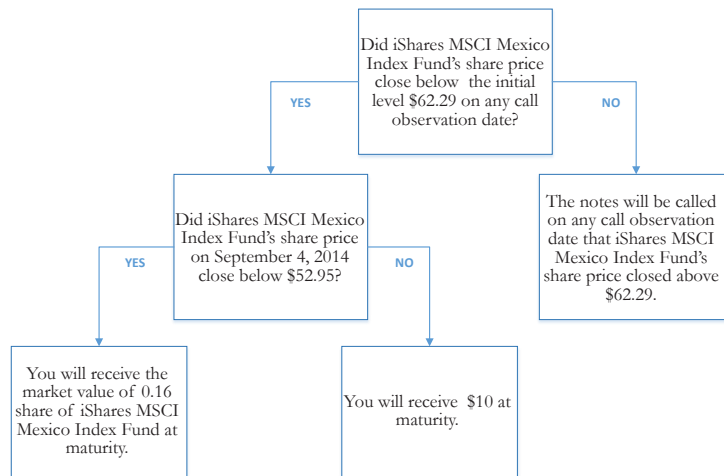 Did iShares MSCI Mexico
Index Fund's share price
close below the initial
level $62.29 on any call
observation date?
YES
NO
Did iShares MSCI Mexico
Index Fund's share price
on September 4, 2014
close below $52.95?
The notes will be called
on any call observation
date that iShares MSCI
Mexico Index Fund's
share price closed above
$62.29.
YES
NO
You will receive the
market value of 0.16
share of iShares MSCI
Mexico Index Fund at
maturity.
You will receive $10 at
maturity.